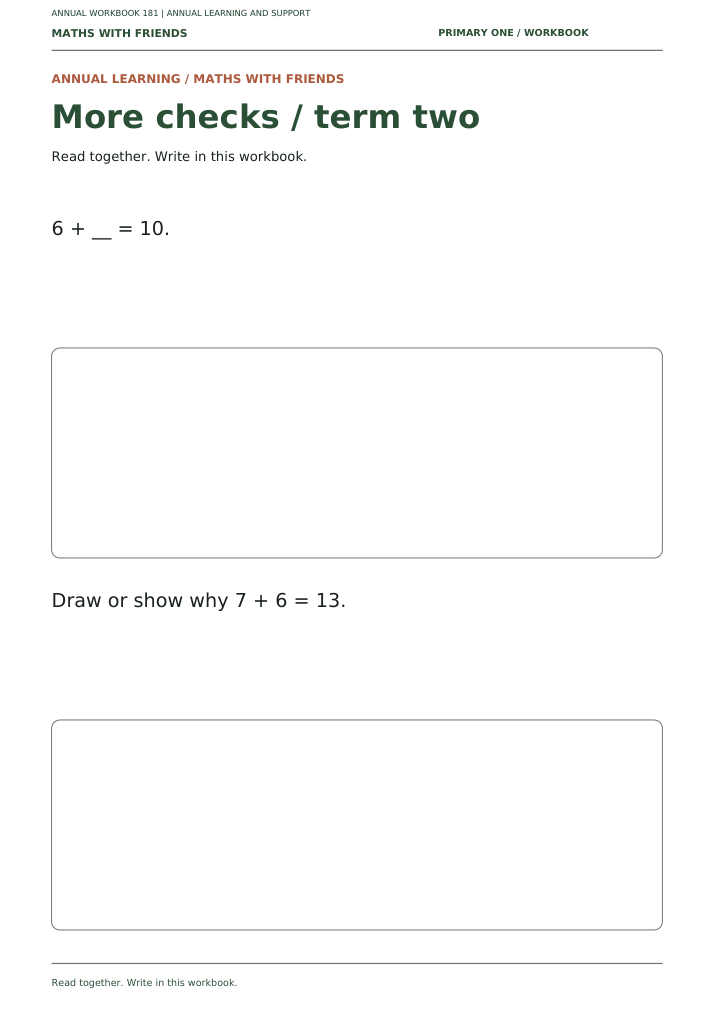 ANNUAL WORKBOOK 181 | ANNUAL LEARNING AND SUPPORT
MATHS WITH FRIENDS
PRIMARY ONE / WORKBOOK
ANNUAL LEARNING / MATHS WITH FRIENDS
More checks / term two
Read together. Write in this workbook.
6 + __ = 10.
Draw or show why 7 + 6 = 13.
Read together. Write in this workbook.